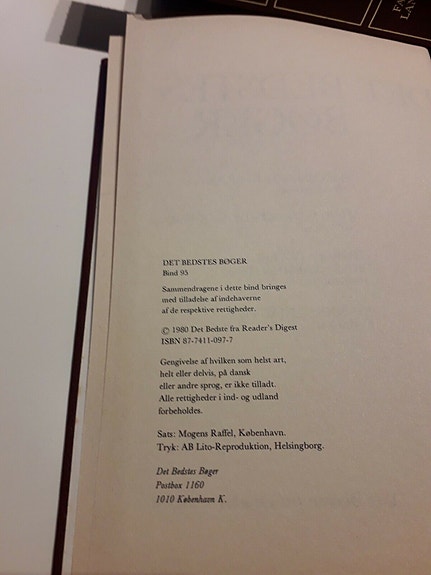 DET BEDSTES BØGER
Bind 95
Sammendragene i dette bind bringes
med tilladelse af indehaverne
af de respektive rettigheder.
© 1980 Det Bedste fra Reader's Digest
ISBN 87-7411-097-7
Gengivelse af hvilken som helst art,
helt eller delvis, på dansk
eller andre sprog, er ikke tilladt.
Alle rettigheder i ind- og udland
forbeholdes.
Sats: Mogens Raffel, København.
Tryk: AB Lito-Reproduktion, Helsingborg.
Det Bedstes Bøger
Postbox 1160
1010 København K.